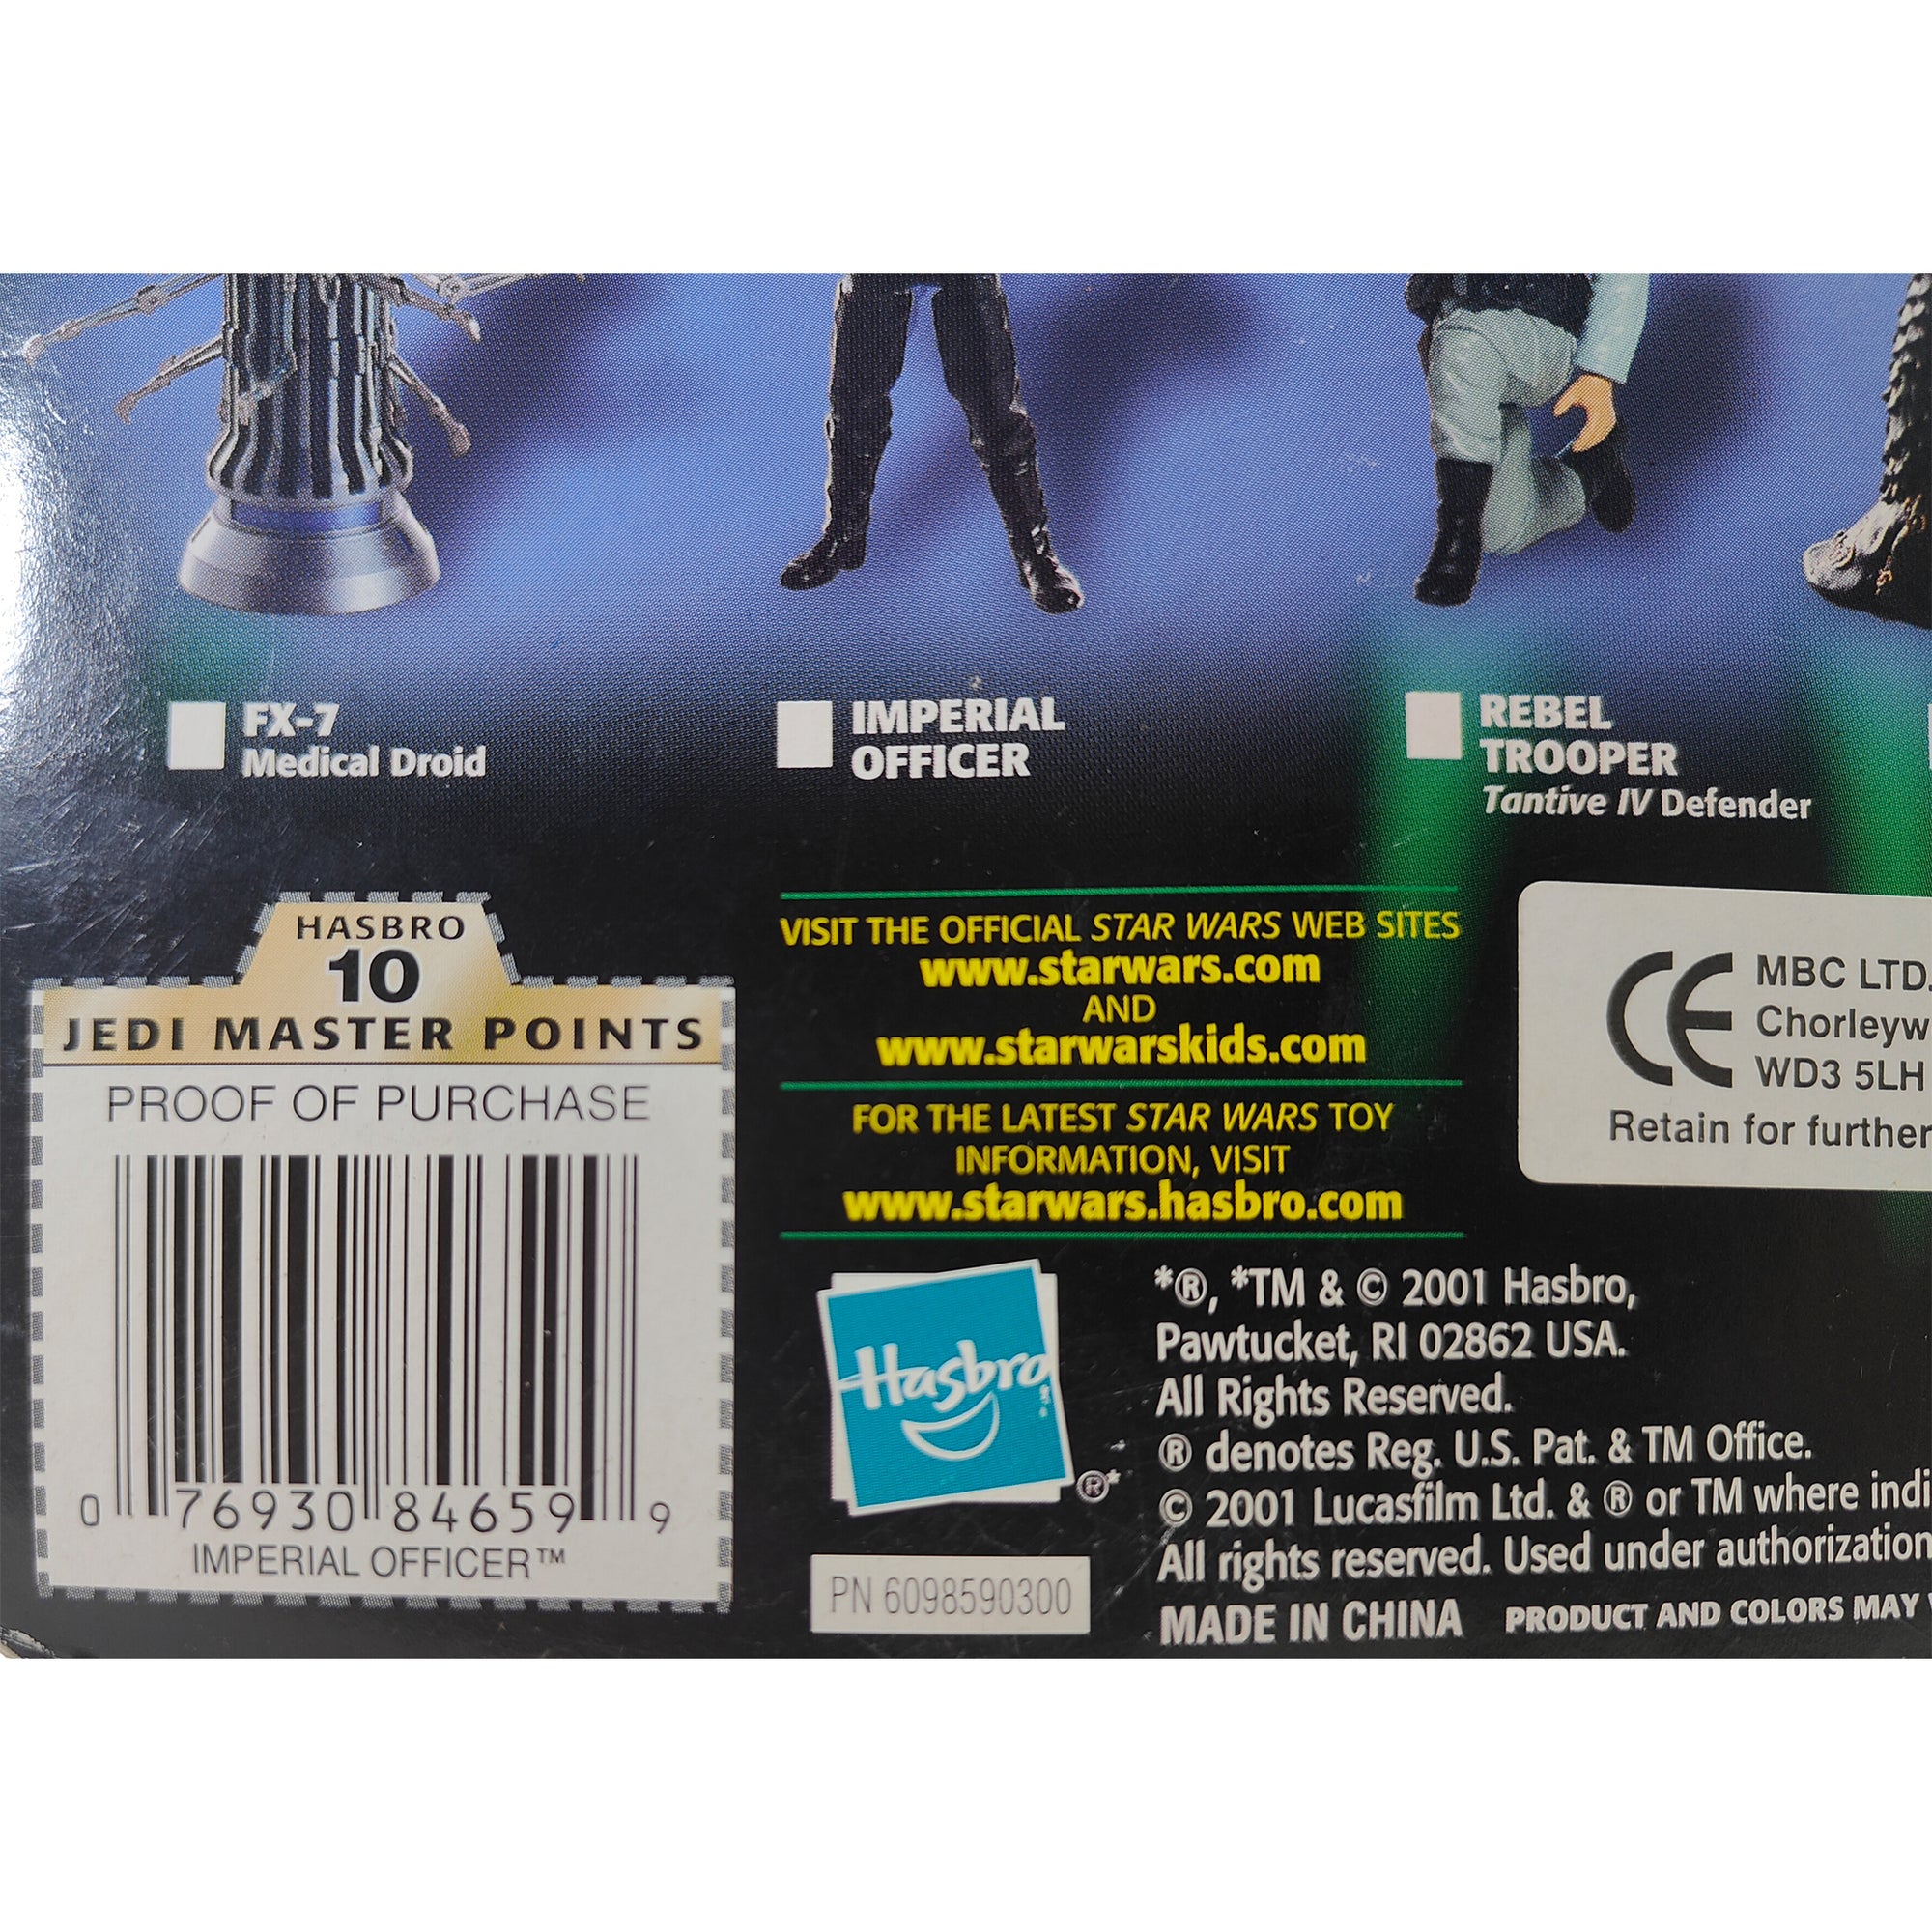 FX-7
Medical Droid
IMPERIAL
OFFICER
REBEL
TROOPER
Tantive IV Defender
HASBRO
10
JEDI MASTER POINTS
PROOF OF PURCHASE
0 76930 84659 9
IMPERIAL OFFICER™
VISIT THE OFFICIAL STAR WARS WEB SITES
www.starwars.com
AND
www.starwarskids.com
FOR THE LATEST STAR WARS TOY
INFORMATION, VISIT
www.starwars.hasbro.com
CE
MBC LTD.
Chorleyw
WD3 5LH
Retain for further
Hasbro
®*
PN 6098590300
*®, *TM & © 2001 Hasbro,
Pawtucket, RI 02862 USA.
All Rights Reserved.
® denotes Reg. U.S. Pat. & TM Office.
© 2001 Lucasfilm Ltd. & ® or TM where indi
All rights reserved. Used under authorization
MADE IN CHINA PRODUCT AND COLORS MAY